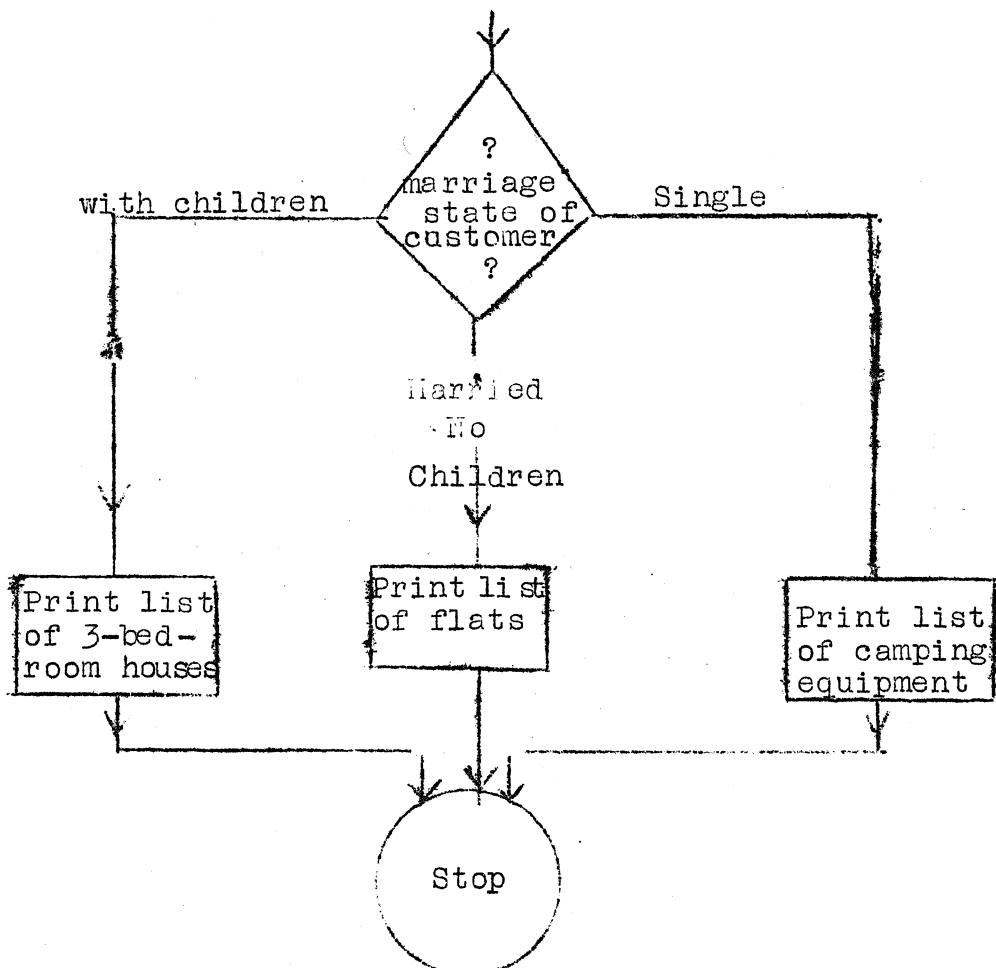 ?
marriage
state of
customer
?
with children
Single
Married
No
Children
Print list
of 3-bed-
room houses
Print list
of flats
Print list
of camping
equipment
Stop